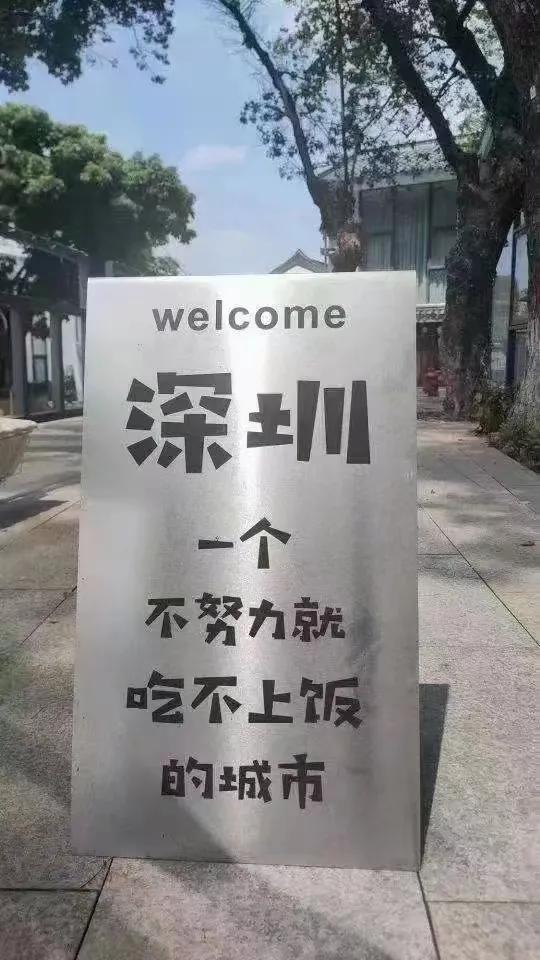 welcome
深圳
一个
不努力就
吃不上饭
的城市